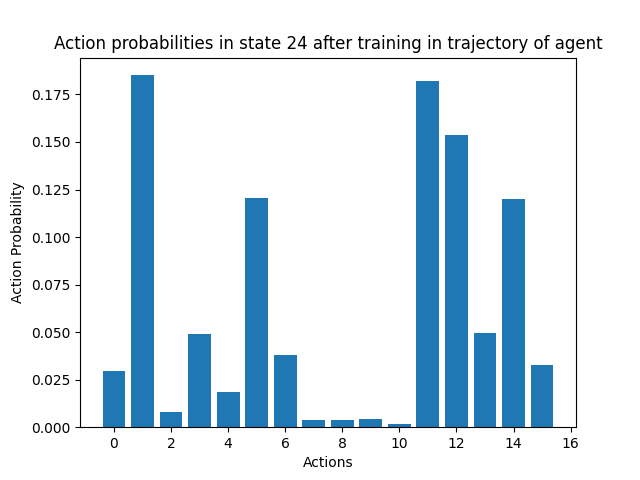 Action probabilities in state 24 after training in trajectory of agent
0.175
0.150
0.125
0.100
0.075
0.050
0.025
0.000
Action Probability
0 2 4 6 8 10 12 14 16
Actions